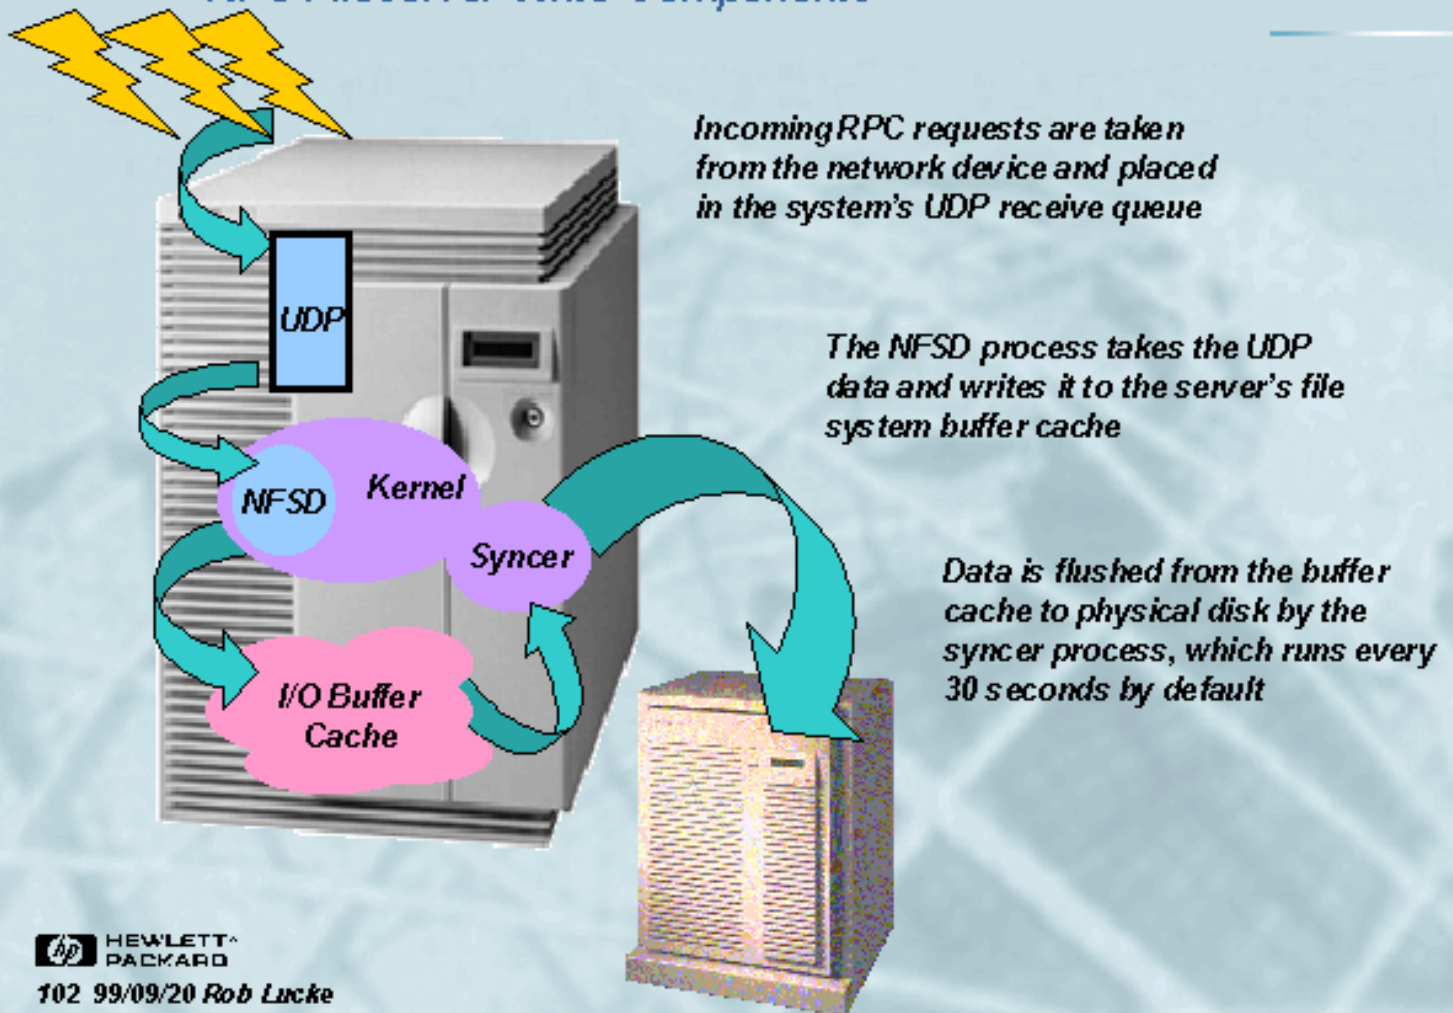 Incoming RPC requests are taken
from the network device and placed
in the system's UDP receive queue
UDP
The NFSD process takes the UDP
data and writes it to the server's file
system buffer cache
NFSD
Kernel
Syncer
Data is flushed from the buffer
cache to physical disk by the
syncer process, which runs every
30 seconds by default
I/O Buffer
Cache
hp HEWLETT
PACKARD
102 99/09/20 Rob Lucke